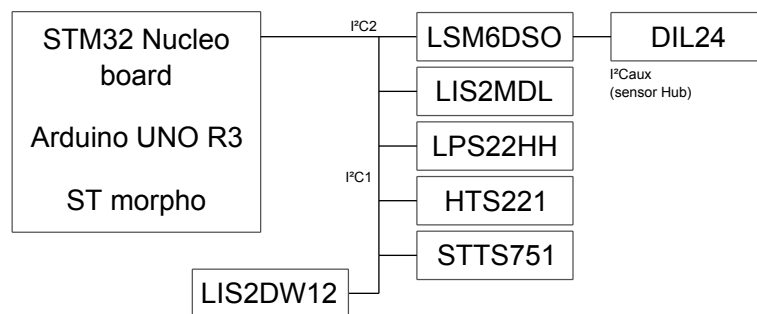 STM32 Nucleo
board
Arduino UNO R3
ST morpho
I²C2
LSM6DSO
DIL24
I²Caux
(sensor Hub)
LIS2MDL
LPS22HH
I²C1
HTS221
STTS751
LIS2DW12